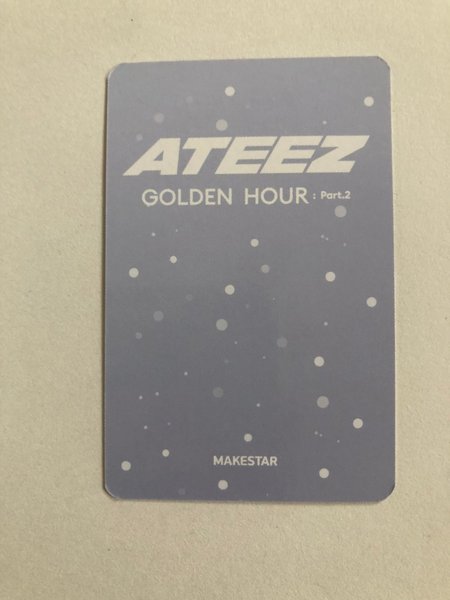 ATEEZ
GOLDEN HOUR : Part.2
MAKESTAR